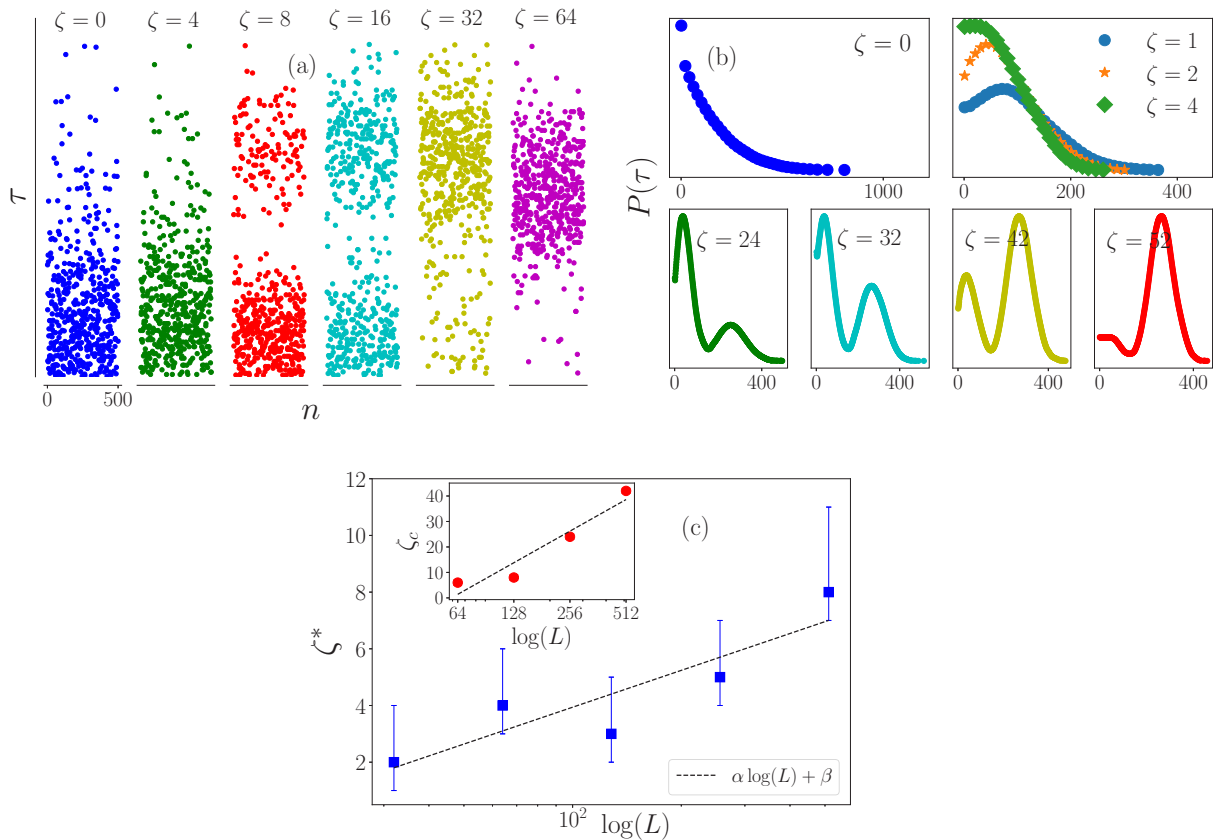 ζ = 0 ζ = 4 ζ = 8 ζ = 16 ζ = 32 ζ = 64
(a)
τ
0 500
n
(b)
ζ = 0
ζ = 1
ζ = 2
ζ = 4
P(τ)
0 1000
0 200 400
ζ = 24 ζ = 32 ζ = 42 ζ = 52
0 400
0 400
0 400
0 400
12
10
8
6
4
2
ζ*
40
30
20
10
0
ζc
64 128 256 512
log(L)
(c)
α log(L) + β
10²
log(L)